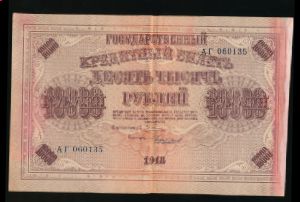 ГОСУДАРСТВЕННЫЙ
КРЕДИТНЫЙ БИЛЕТЪ
АГ 060135
ДЕСЯТЬ ТЫСЯЧЪ
РУБЛЕЙ
10000 10000
АГ 060135
1918